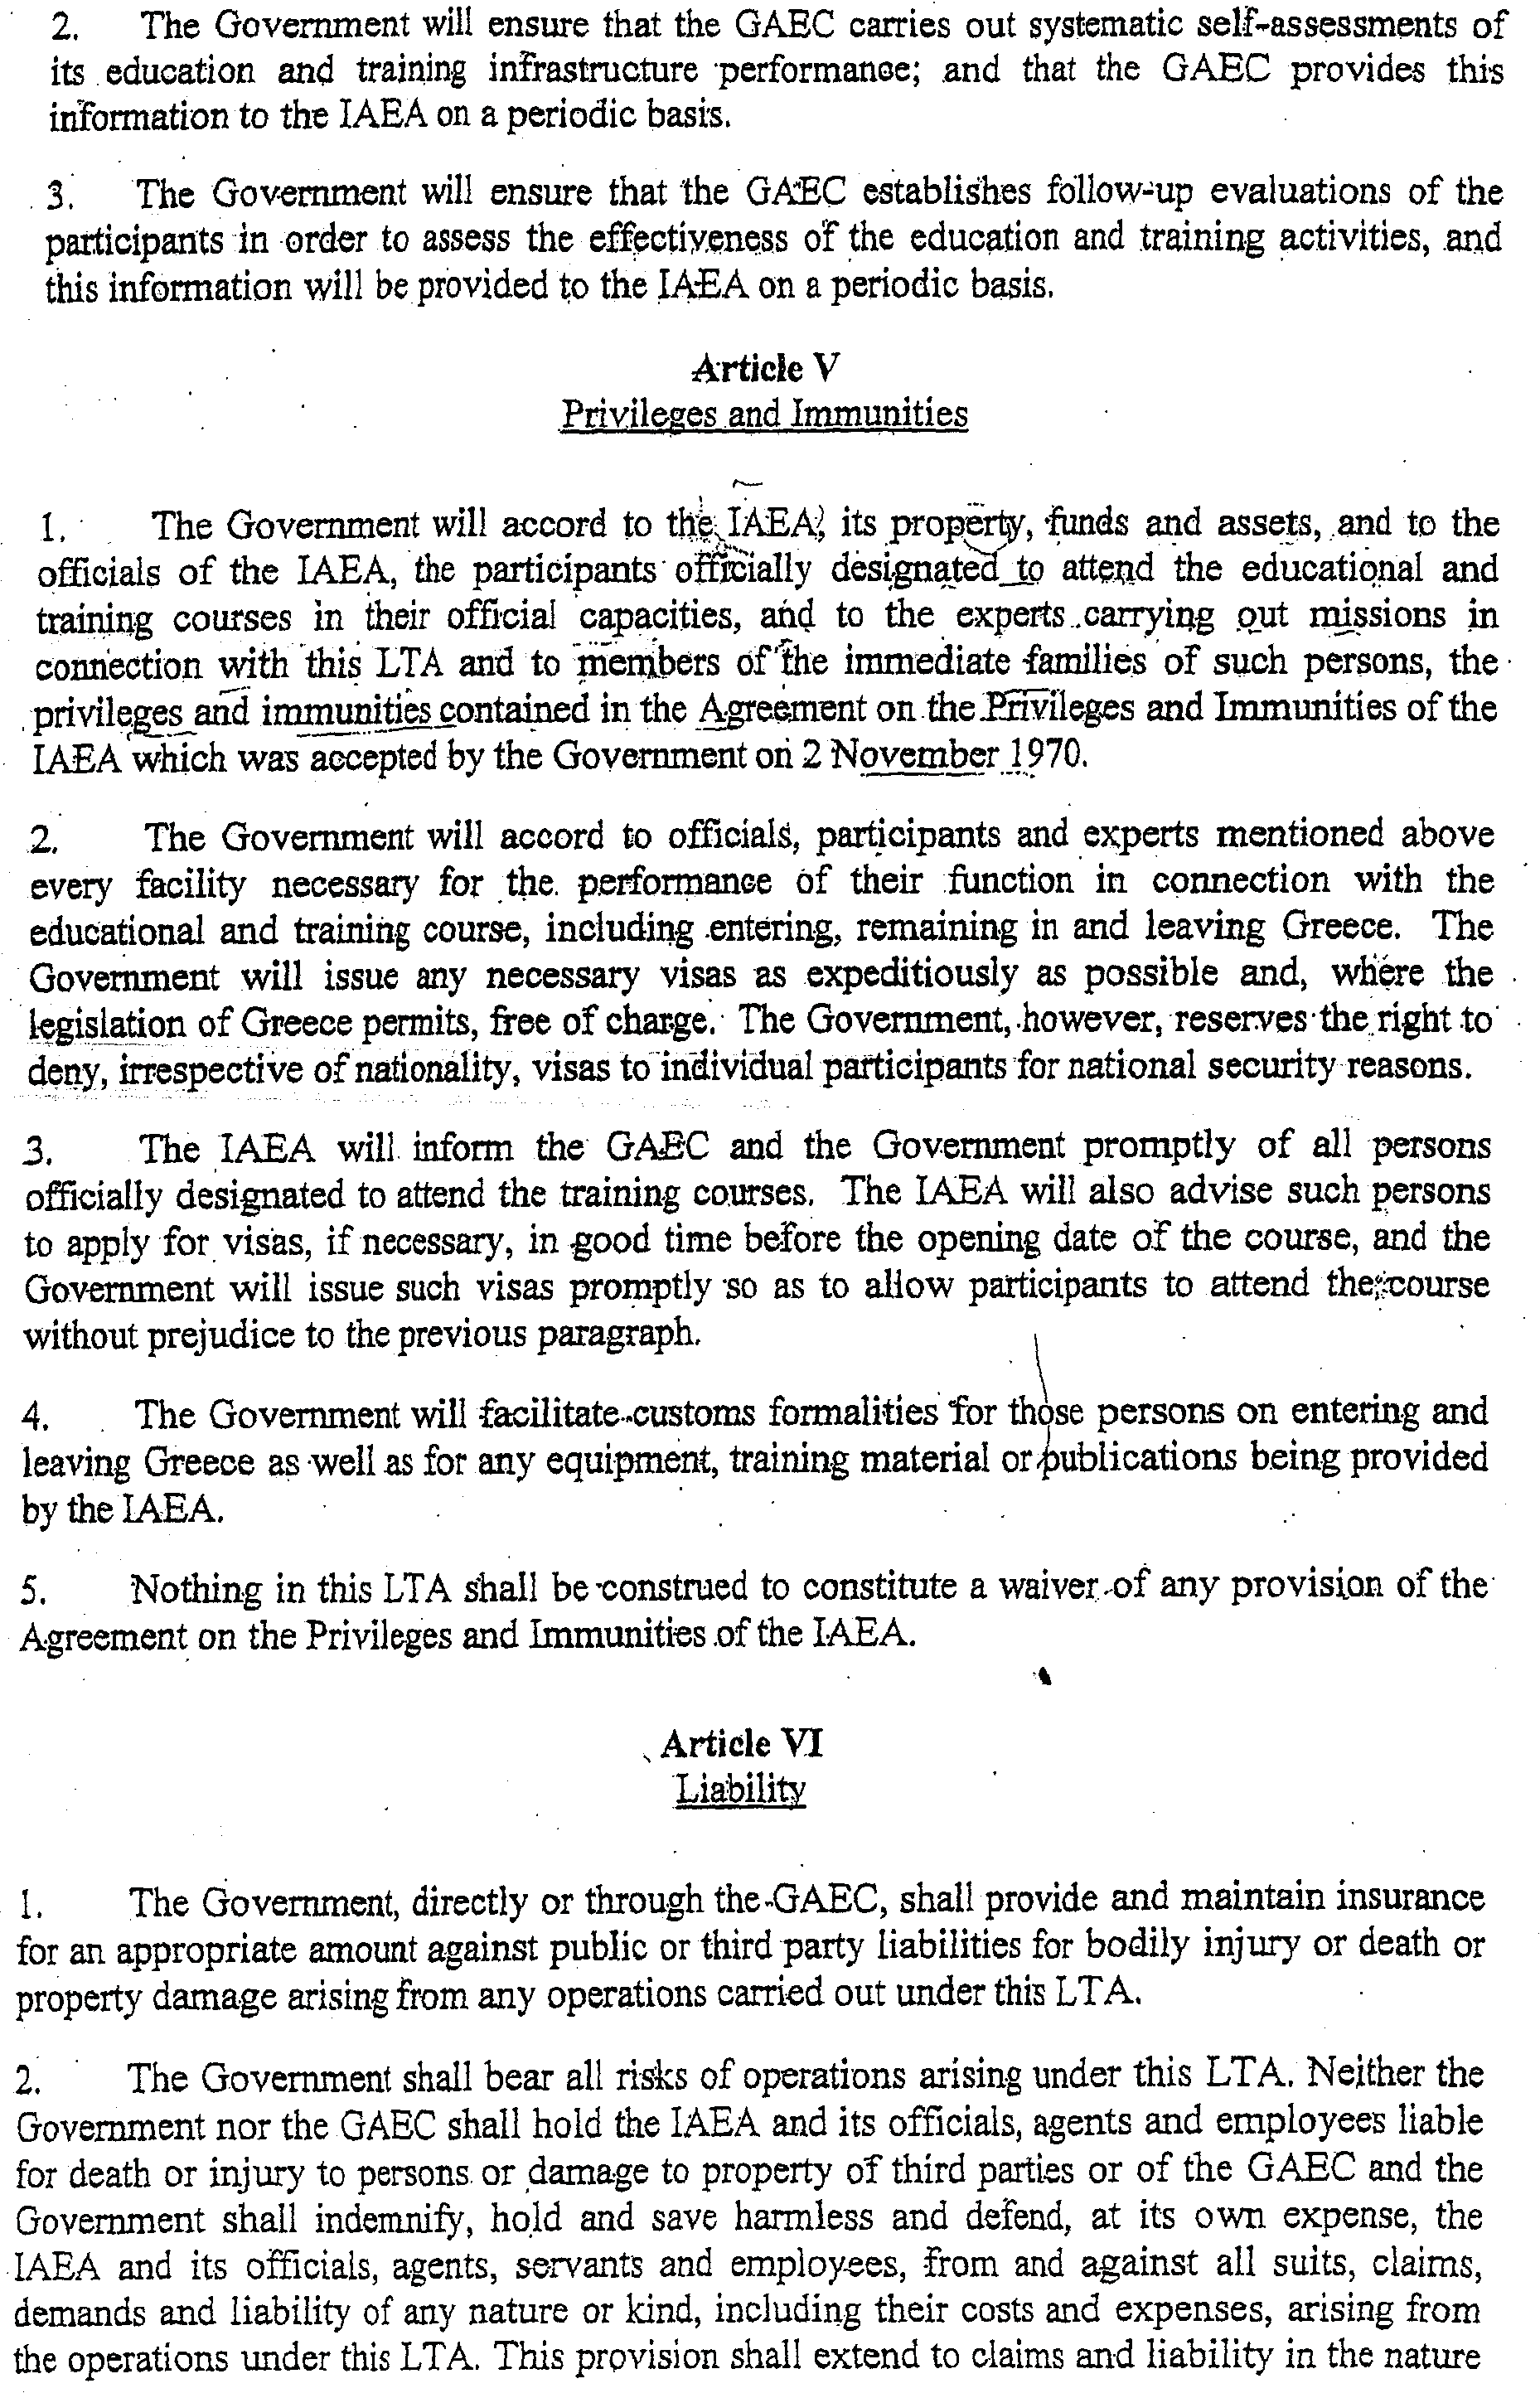 2. The Government will ensure that the GAEC carries out systematic self-assessments of
its education and training infrastructure performance; and that the GAEC provides this
information to the IAEA on a periodic basis.
3. The Government will ensure that the GAEC establishes follow-up evaluations of the
participants in order to assess the effectiveness of the education and training activities, and
this information will be provided to the IAEA on a periodic basis.
Article V
Privileges and Immunities
1. The Government will accord to the IAEA, its property, funds and assets, and to the
officials of the IAEA, the participants officially designated to attend the educational and
training courses in their official capacities, and to the experts carrying out missions in
connection with this LTA and to members of the immediate families of such persons, the
privileges and immunities contained in the Agreement on the Privileges and Immunities of the
IAEA which was accepted by the Government on 2 November 1970.
2. The Government will accord to officials, participants and experts mentioned above
every facility necessary for the performance of their function in connection with the
educational and training course, including entering, remaining in and leaving Greece. The
Government will issue any necessary visas as expeditiously as possible and, where the
legislation of Greece permits, free of charge. The Government, however, reserves the right to
deny, irrespective of nationality, visas to individual participants for national security reasons.
3. The IAEA will inform the GAEC and the Government promptly of all persons
officially designated to attend the training courses. The IAEA will also advise such persons
to apply for visas, if necessary, in good time before the opening date of the course, and the
Government will issue such visas promptly so as to allow participants to attend the course
without prejudice to the previous paragraph.
4. The Government will facilitate customs formalities for those persons on entering and
leaving Greece as well as for any equipment, training material or publications being provided
by the IAEA.
5. Nothing in this LTA shall be construed to constitute a waiver of any provision of the
Agreement on the Privileges and Immunities of the IAEA.
Article VI
Liability
1. The Government, directly or through the GAEC, shall provide and maintain insurance
for an appropriate amount against public or third party liabilities for bodily injury or death or
property damage arising from any operations carried out under this LTA.
2. The Government shall bear all risks of operations arising under this LTA. Neither the
Government nor the GAEC shall hold the IAEA and its officials, agents and employees liable
for death or injury to persons or damage to property of third parties or of the GAEC and the
Government shall indemnify, hold and save harmless and defend, at its own expense, the
IAEA and its officials, agents, servants and employees, from and against all suits, claims,
demands and liability of any nature or kind, including their costs and expenses, arising from
the operations under this LTA. This provision shall extend to claims and liability in the nature